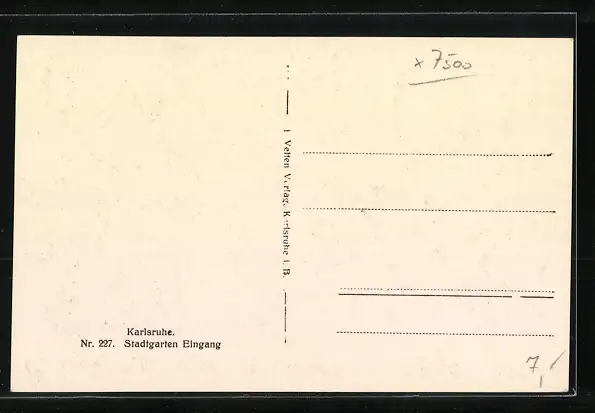 x 7500
I Velten Verlag, Karlsruhe i. B.
Karlsruhe.
Nr. 227. Stadtgarten Eingang
7,